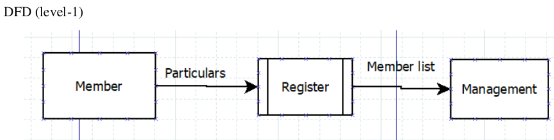 DFD (level-1)
Member
Particulars
Register
Member list
Management